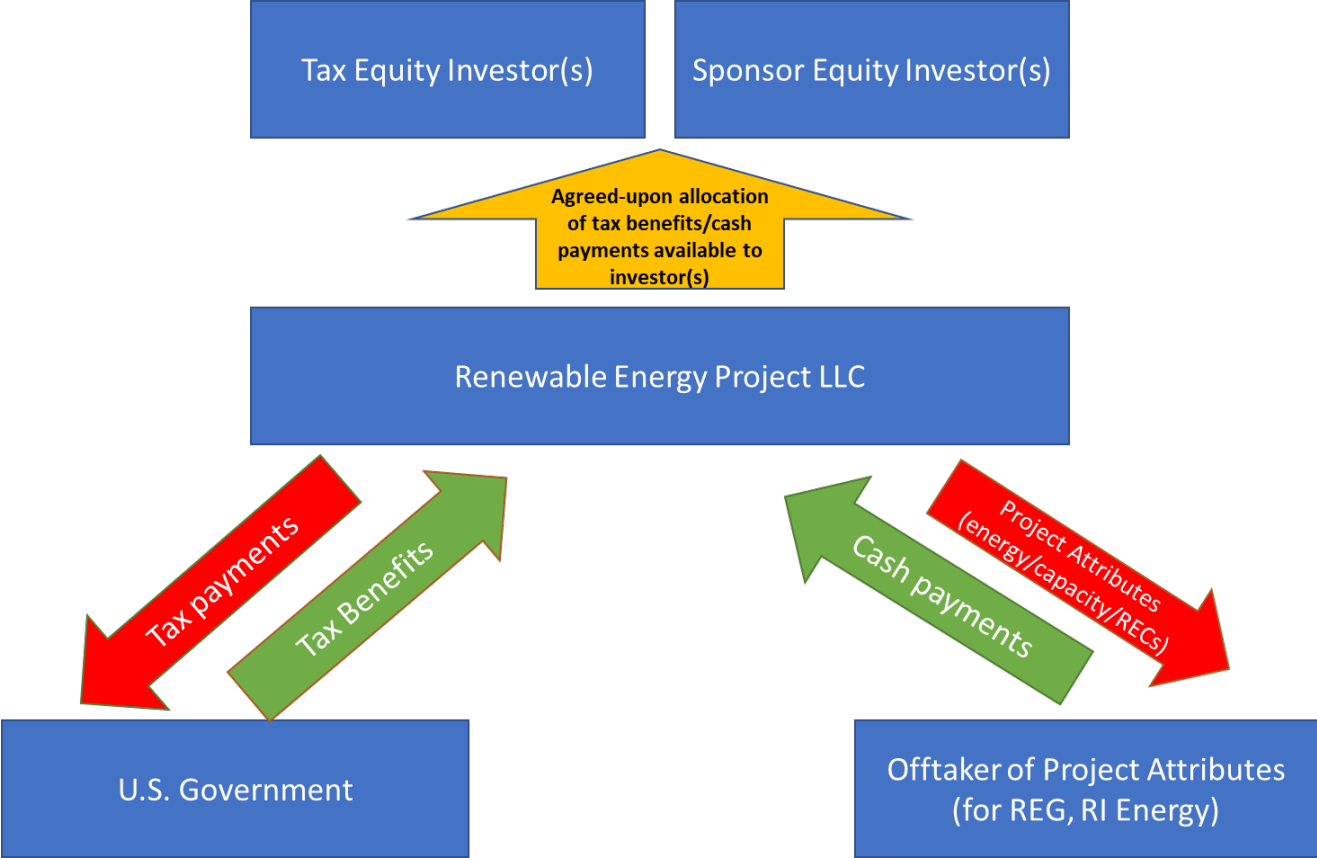 Tax Equity Investor(s)
Sponsor Equity Investor(s)
Agreed-upon allocation
of tax benefits/cash
payments available to
investor(s)
Renewable Energy Project LLC
Tax payments
Tax Benefits
Cash payments
Project Attributes
(energy/capacity/RECs)
U.S. Government
Offtaker of Project Attributes
(for REG, RI Energy)